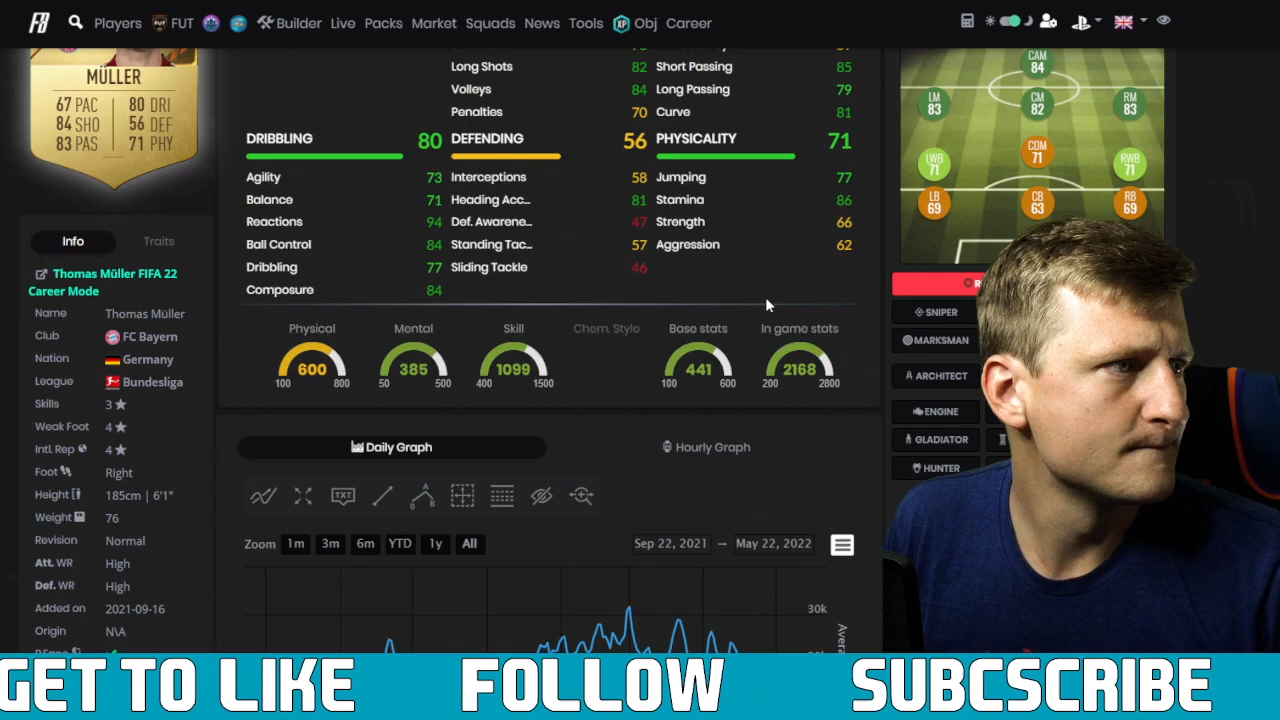 Players FUT Builder Live Packs Market Squads News Tools XP Obj Career
MÜLLER
67 PAC 80 DRI
84 SHO 56 DEF
83 PAS 71 PHY
Info Traits
Thomas Müller FIFA 22
Career Mode
Name Thomas Müller
Club FC Bayern
Nation Germany
League Bundesliga
Skills 3★
Weak Foot 4★
Intl. Rep 4★
Foot Right
Height 185cm | 6'1"
Weight 76
Revision Normal
Att. WR High
Def. WR High
Added on 2021-09-16
Origin N/A
Long Shots 82
Volleys 84
Penalties 70
Short Passing 85
Long Passing 79
Curve 81
DRIBBLING 80
Agility 73
Balance 71
Reactions 94
Ball Control 84
Dribbling 77
Composure 84
DEFENDING 56
Interceptions 58
Heading Acc... 81
Def. Awarene... 47
Standing Tac... 57
Sliding Tackle 46
PHYSICALITY 71
Jumping 77
Stamina 86
Strength 66
Aggression 62
Physical Mental Skill Chem. Style Base stats In game stats
600 385 1099 441 2168
100 800 50 500 400 1500 100 600 200 2800
Daily Graph Hourly Graph
TXT
Zoom 1m 3m 6m YTD 1y All Sep 22, 2021 – May 22, 2022
30k
CAM
84
LM
83
CM
82
RM
83
LWB
71
CDM
71
RWB
71
LB
69
CB
63
RB
69
SNIPER
MARKSMAN
ARCHITECT
ENGINE
GLADIATOR
HUNTER
GET TO LIKE FOLLOW SUBCSCRIBE